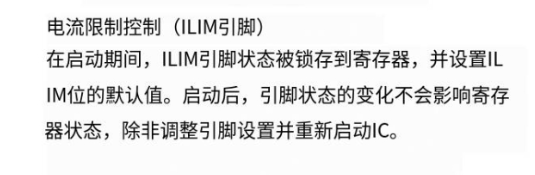 电流限制控制（ILIM引脚）
在启动期间，ILIM引脚状态被锁存到寄存器，并设置IL
IM位的默认值。启动后，引脚状态的变化不会影响寄存
器状态，除非调整引脚设置并重新启动IC。